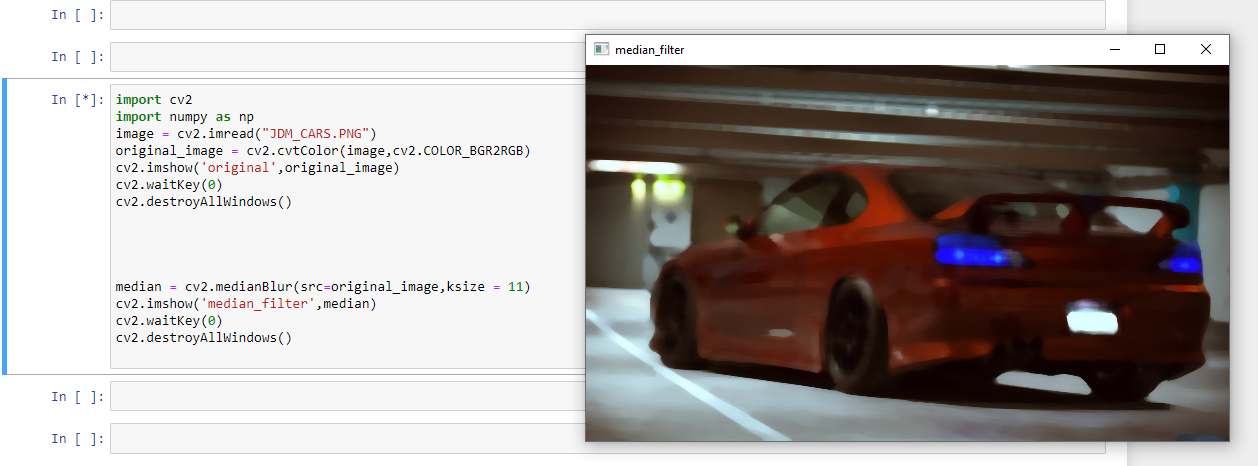 In [ ]:
In [ ]:
median_filter
In [*]:
import cv2
import numpy as np
image = cv2.imread("JDM_CARS.PNG")
original_image = cv2.cvtColor(image,cv2.COLOR_BGR2RGB)
cv2.imshow('original',original_image)
cv2.waitKey(0)
cv2.destroyAllWindows()
median = cv2.medianBlur(src=original_image,ksize = 11)
cv2.imshow('median_filter',median)
cv2.waitKey(0)
cv2.destroyAllWindows()
In [ ]:
In [ ]: